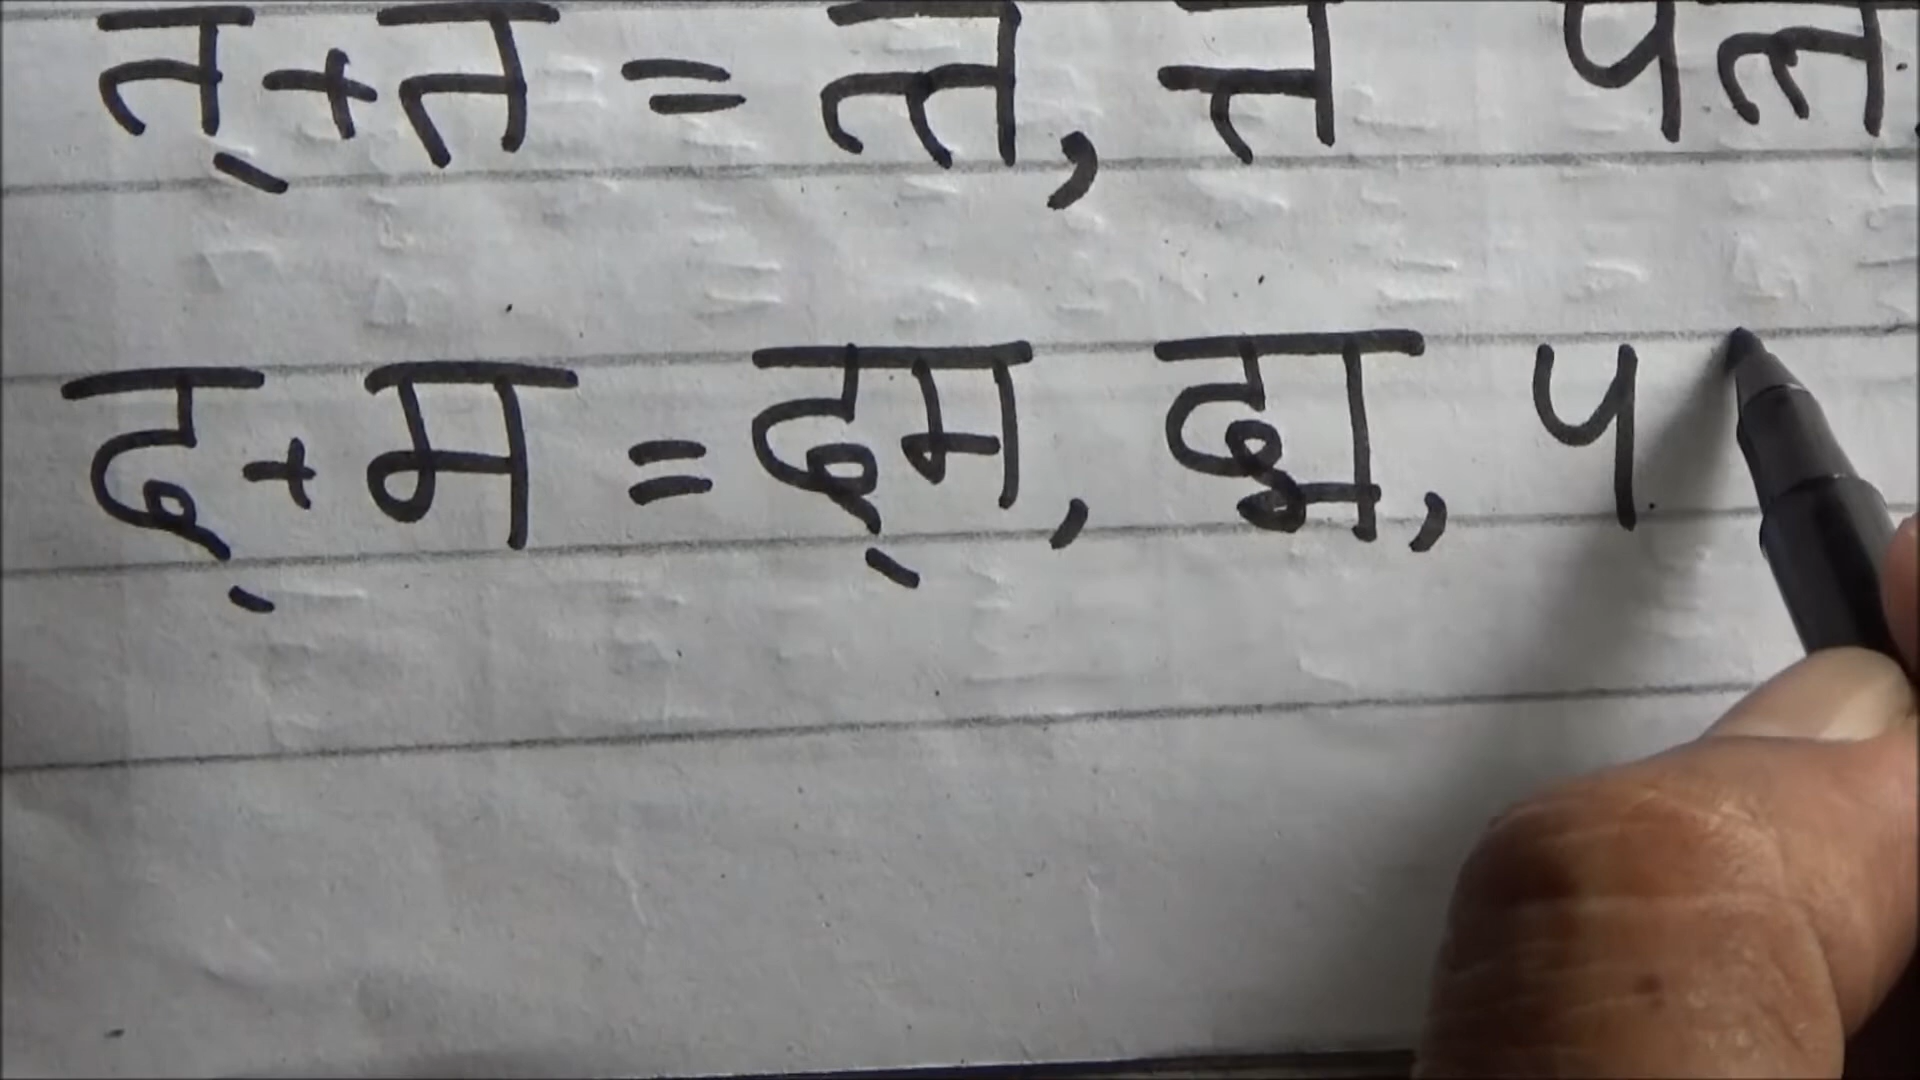 त्+त = त्‍त, त्त पत्‍त
द्+म = द्‌म, द्म, प